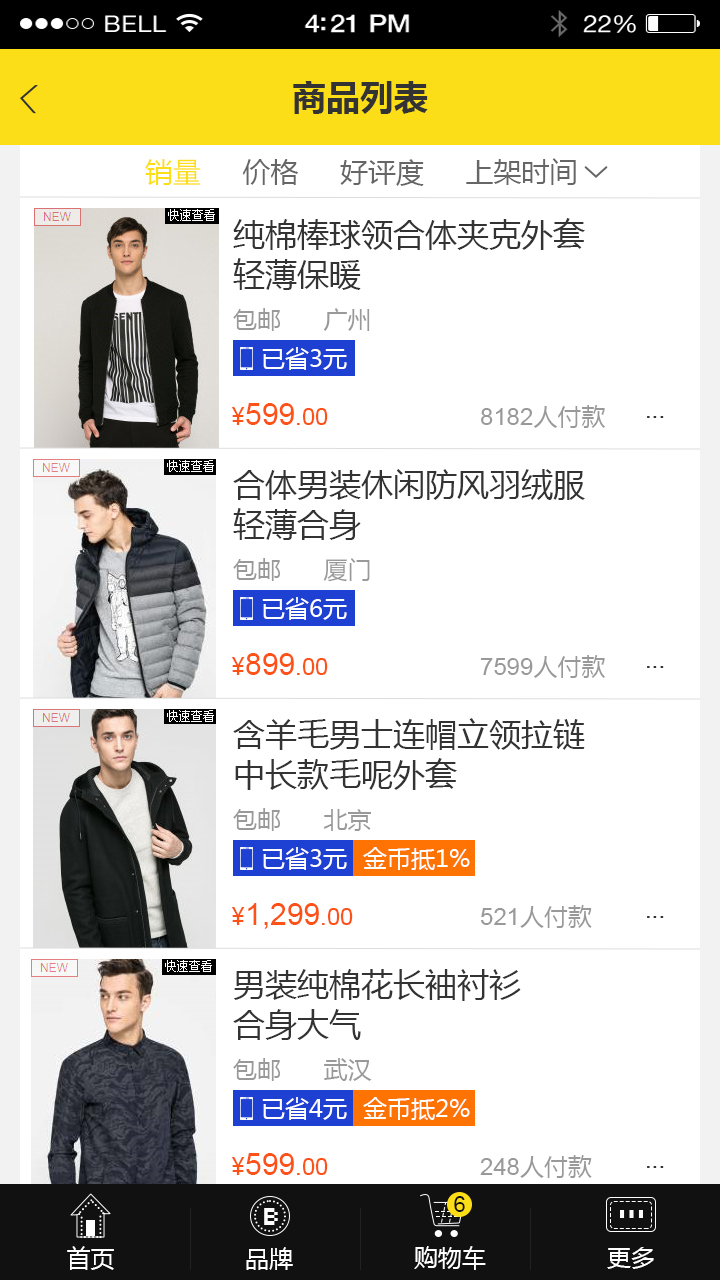 BELL 4:21 PM 22%
商品列表
销量 价格 好评度 上架时间
NEW 快速查看
SENTI
纯棉棒球领合体夹克外套
轻薄保暖
包邮 广州
已省3元
¥599.00 8182人付款 ...
NEW 快速查看
合体男装休闲防风羽绒服
轻薄合身
包邮 厦门
已省6元
¥899.00 7599人付款 ...
NEW 快速查看
含羊毛男士连帽立领拉链
中长款毛呢外套
包邮 北京
已省3元 金币抵1%
¥1,299.00 521人付款 ...
NEW 快速查看
男装纯棉花长袖衬衫
合身大气
包邮 武汉
已省4元 金币抵2%
¥599.00 248人付款 ...
B 6
首页 品牌 购物车 更多